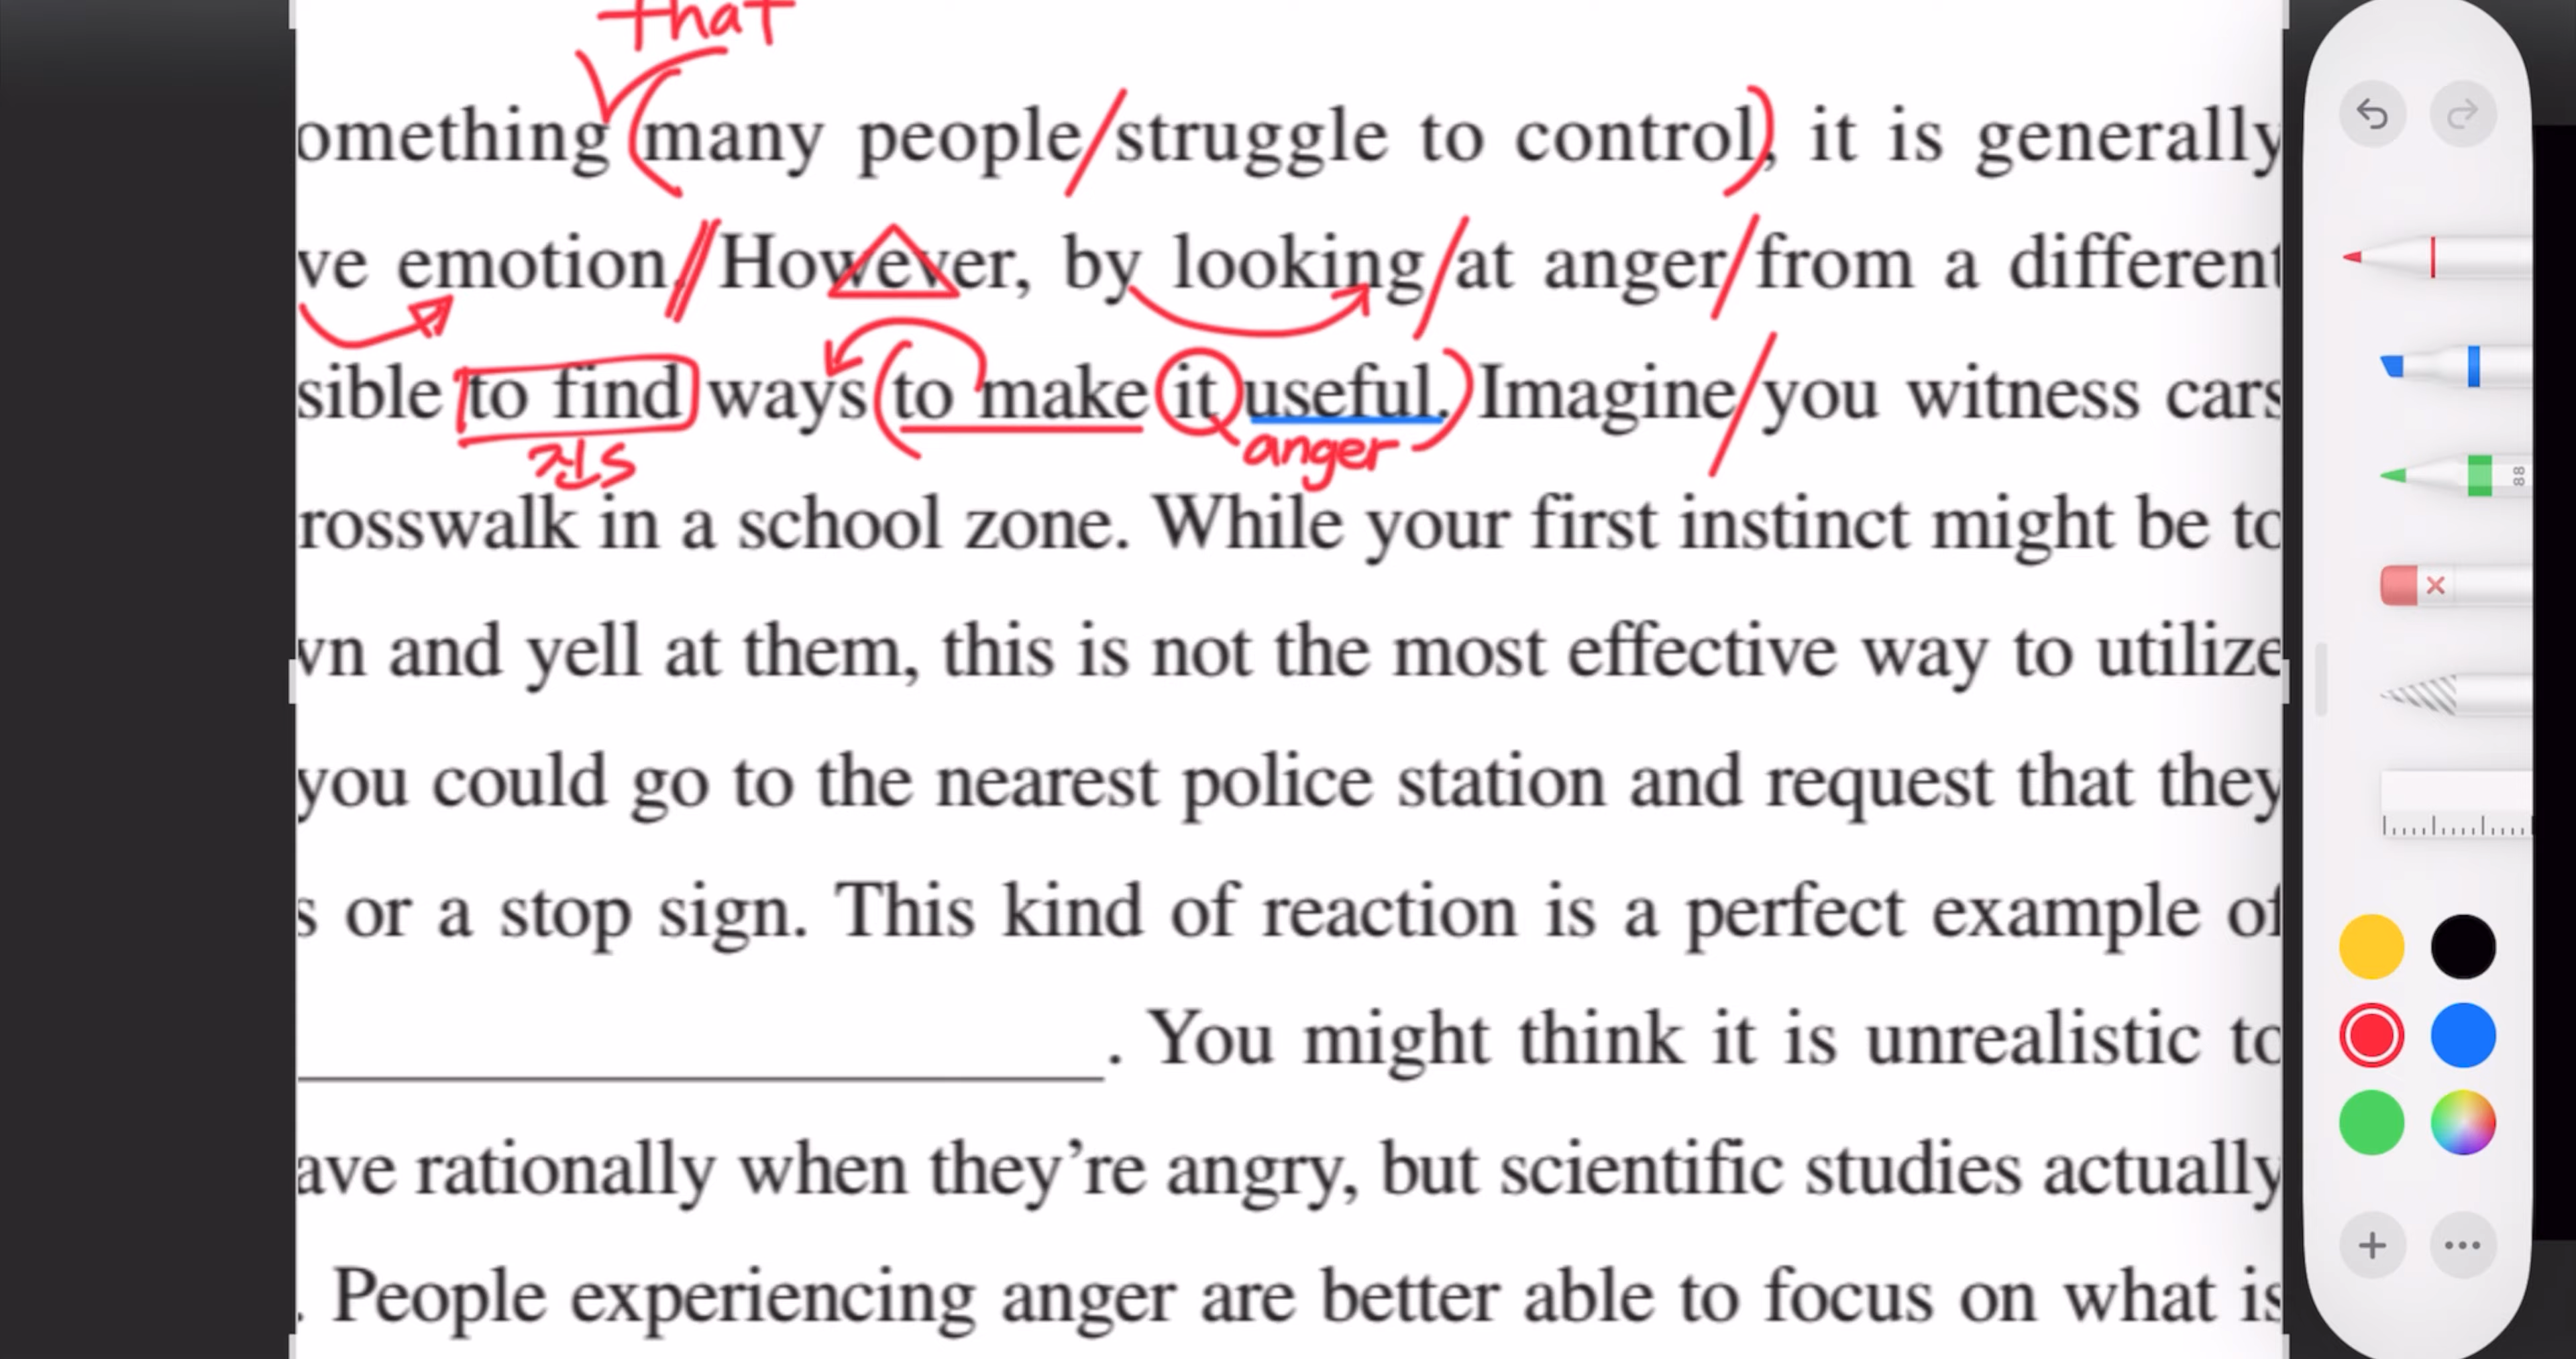 that
omething many people struggle to control, it is generally
ve emotion. However, by looking at anger from a different
sible to find ways to make it useful. Imagine you witness cars
anger
rosswalk in a school zone. While your first instinct might be to
wn and yell at them, this is not the most effective way to utilize
you could go to the nearest police station and request that they
s or a stop sign. This kind of reaction is a perfect example of
. You might think it is unrealistic to
ave rationally when they’re angry, but scientific studies actually
. People experiencing anger are better able to focus on what is
88